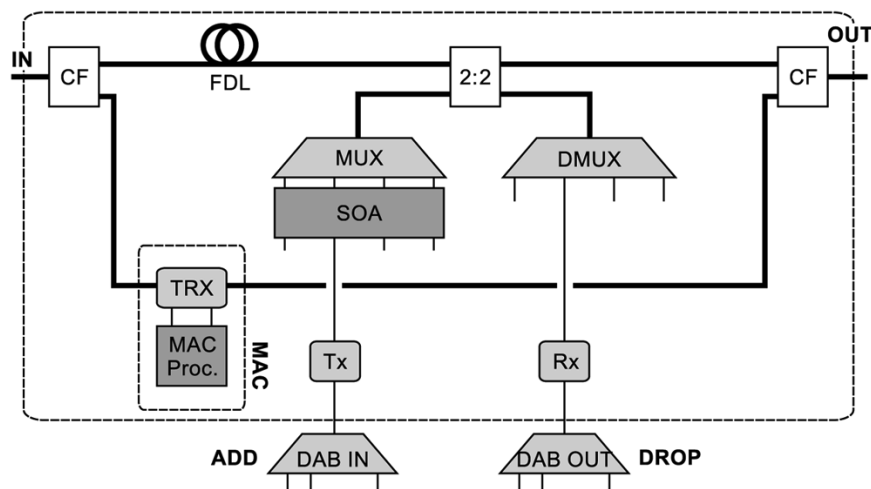 IN
OUT
CF
FDL
2:2
CF
MUX
DMUX
SOA
TRX
MAC
Proc.
MAC
Tx
Rx
ADD
DAB IN
DAB OUT
DROP